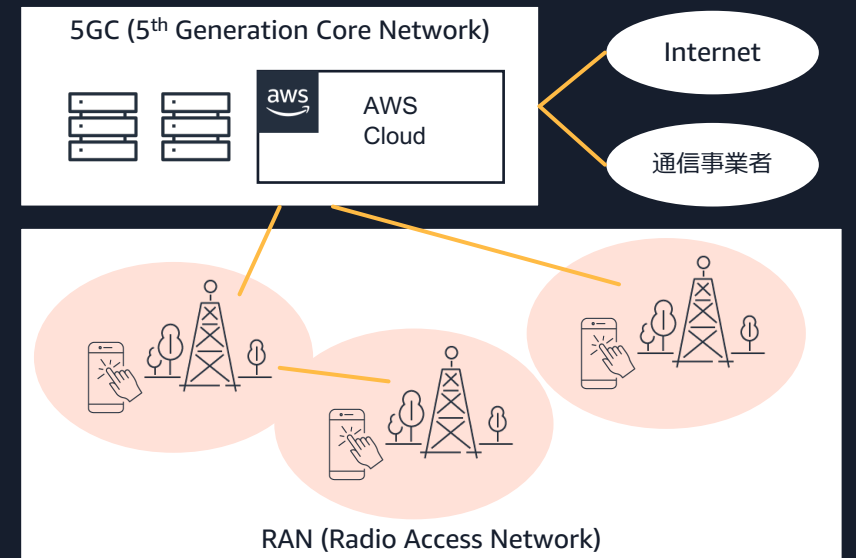 5GC (5th Generation Core Network)
aws
AWS
Cloud
Internet
通信事業者
RAN (Radio Access Network)